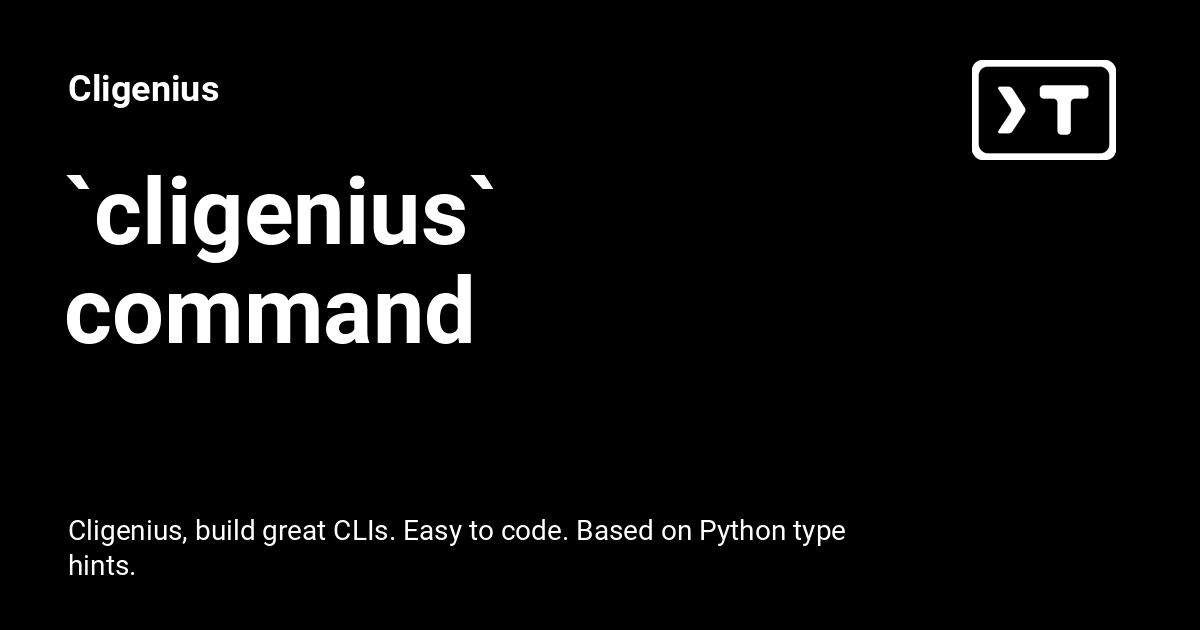 Cligenius
`cligenius`
command
Cligenius, build great CLIs. Easy to code. Based on Python type
hints.
❯ T